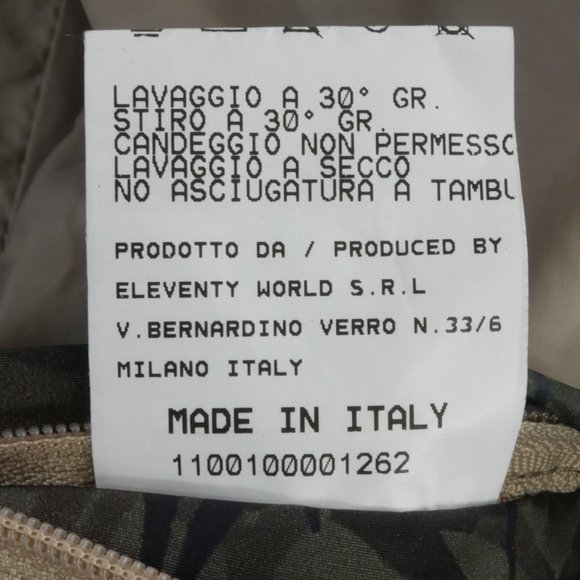 LAVAGGIO A 30° GR.
STIRO A 30° GR.
CANDEGGIO NON PERMESSO
LAVAGGIO A SECCO
NO ASCIUGATURA A TAMBU
PRODOTTO DA / PRODUCED BY
ELEVENTY WORLD S.R.L
V.BERNARDINO VERRO N.33/6
MILANO ITALY
MADE IN ITALY
1100100001262